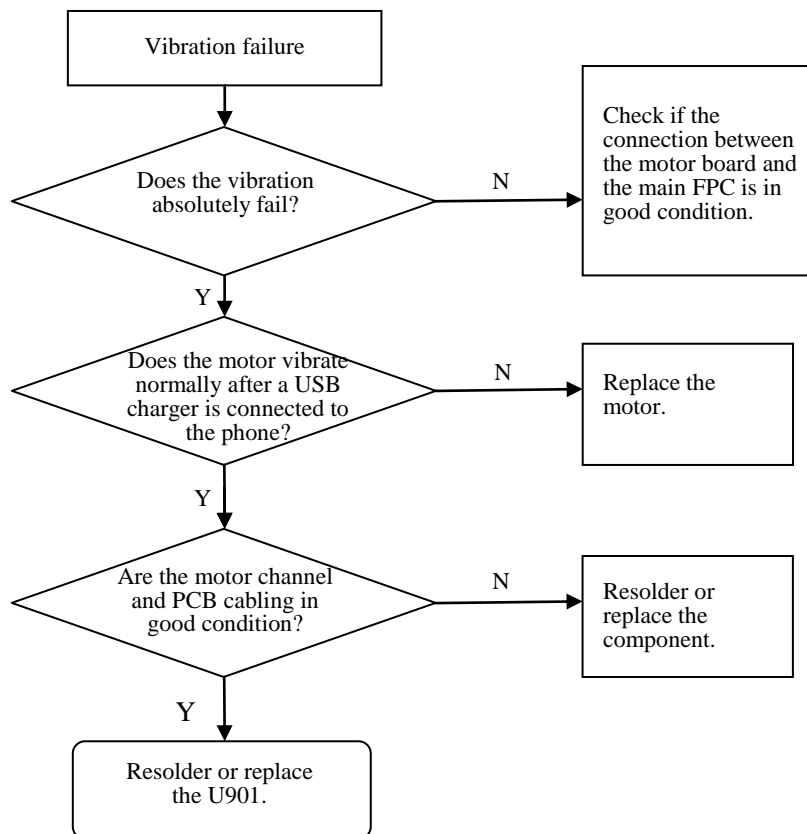 Vibration failure
Does the vibration
absolutely fail?
N
Check if the
connection between
the motor board and
the main FPC is in
good condition.
Y
Does the motor vibrate
normally after a USB
charger is connected to
the phone?
N
Replace the
motor.
Y
Are the motor channel
and PCB cabling in
good condition?
N
Resolder or
replace the
component.
Y
Resolder or replace
the U901.